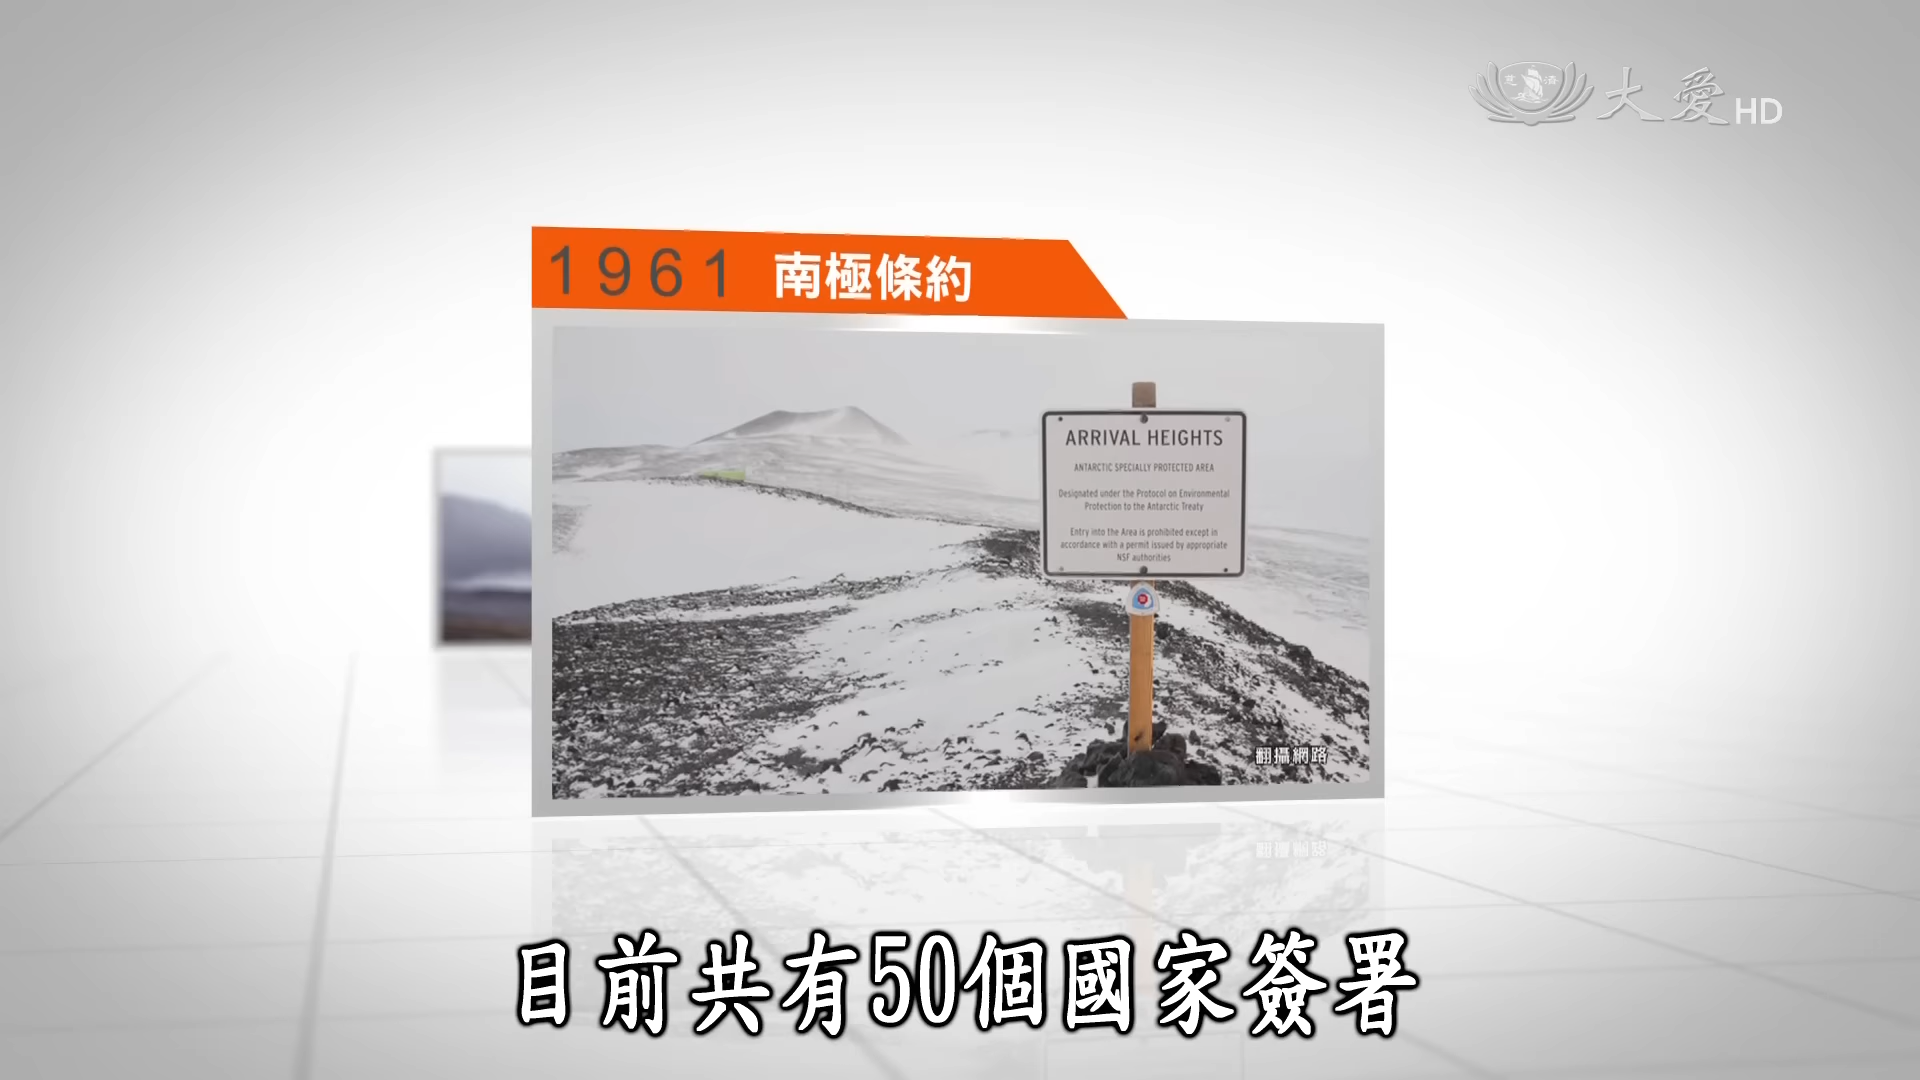 大愛HD
1961 南極條約
ARRIVAL HEIGHTS
ANTARCTIC SPECIALLY PROTECTED AREA
Designated under the Protocol on Environmental
Protection to the Antarctic Treaty
Entry into the Area is prohibited except in
accordance with a permit issued by appropriate
NSF authorities
翻攝網路
目前共有50個國家簽署